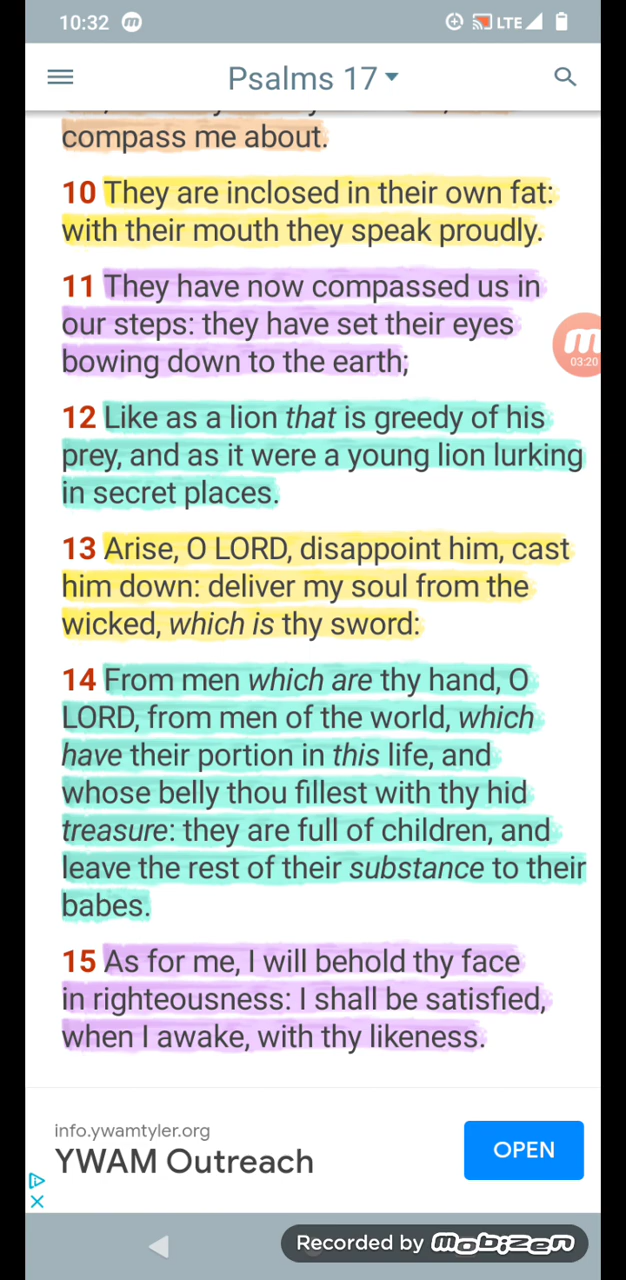 10:32 m LTE
Psalms 17
compass me about.
10 They are inclosed in their own fat:
with their mouth they speak proudly.
11 They have now compassed us in
our steps: they have set their eyes
bowing down to the earth;
m
03:20
12 Like as a lion that is greedy of his
prey, and as it were a young lion lurking
in secret places.
13 Arise, O LORD, disappoint him, cast
him down: deliver my soul from the
wicked, which is thy sword:
14 From men which are thy hand, O
LORD, from men of the world, which
have their portion in this life, and
whose belly thou fillest with thy hid
treasure: they are full of children, and
leave the rest of their substance to their
babes.
15 As for me, I will behold thy face
in righteousness: I shall be satisfied,
when I awake, with thy likeness.
info.ywamtyler.org
YWAM Outreach
OPEN
Recorded by mobizen